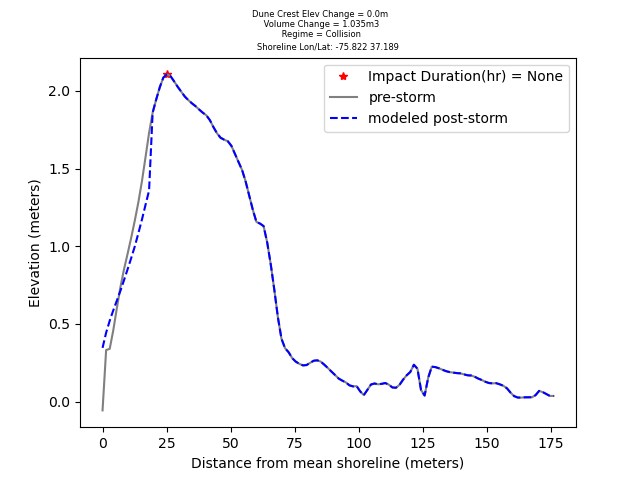 Dune Crest Elev Change = 0.0m
Volume Change = 1.035m3
Regime = Collision
Shoreline Lon/Lat: -75.822 37.189
Impact Duration(hr) = None
pre-storm
modeled post-storm
Elevation (meters)
2.0
1.5
1.0
0.5
0.0
0 25 50 75 100 125 150 175
Distance from mean shoreline (meters)